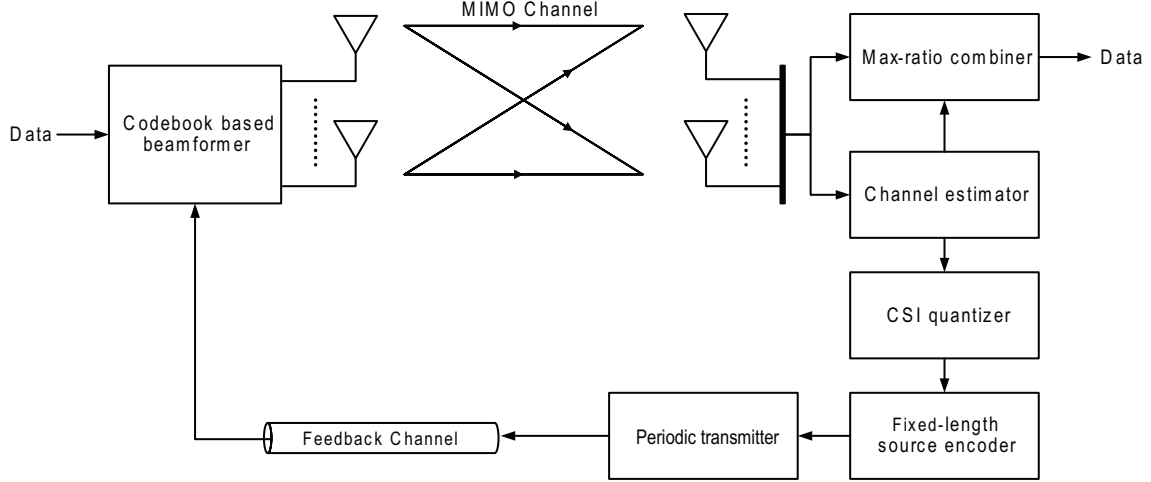 MIMO Channel
Max-ratio combiner
Data
Data
Codebook based
beamformer
Channel estimator
CSI quantizer
Feedback Channel
Periodic transmitter
Fixed-length
source encoder